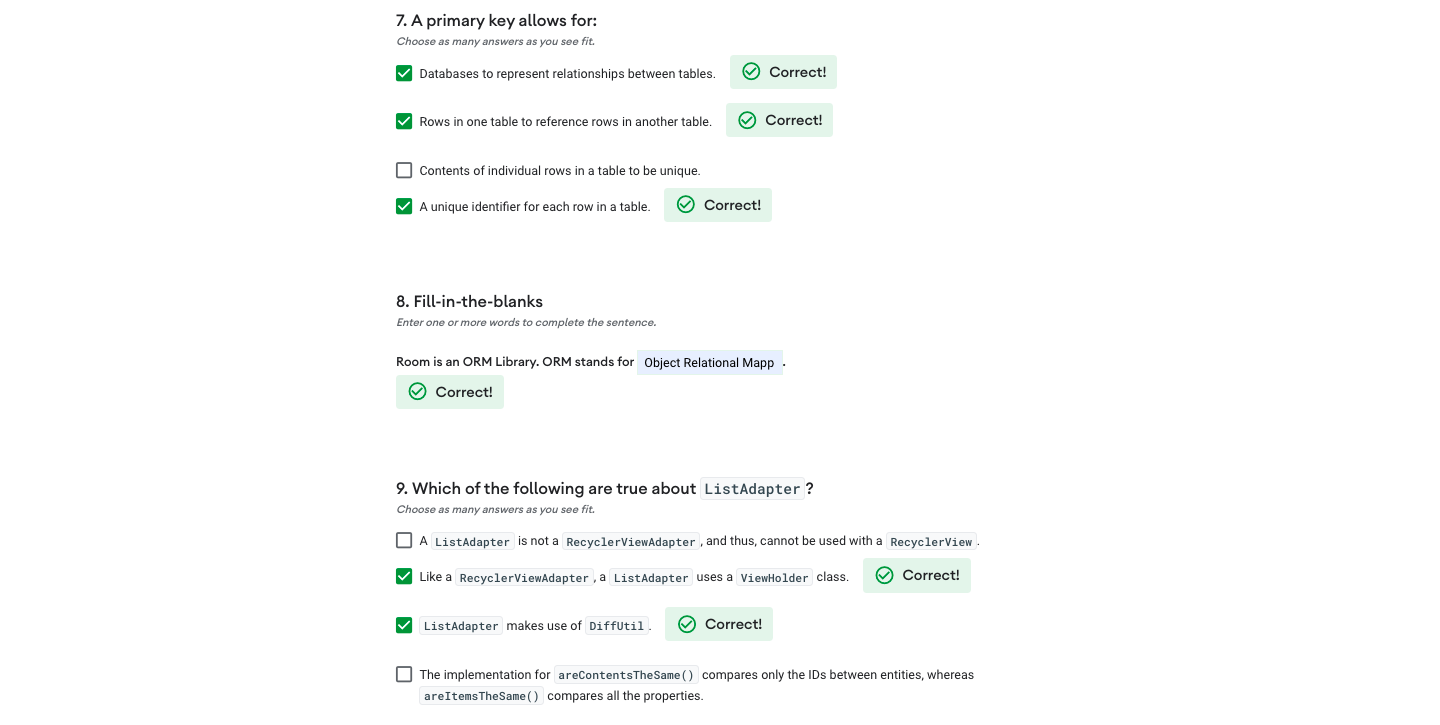 7. A primary key allows for:
Choose as many answers as you see fit.
Databases to represent relationships between tables. Correct!
Rows in one table to reference rows in another table. Correct!
Contents of individual rows in a table to be unique.
A unique identifier for each row in a table. Correct!
8. Fill-in-the-blanks
Enter one or more words to complete the sentence.
Room is an ORM Library. ORM stands for Object Relational Mapp .
Correct!
9. Which of the following are true about ListAdapter?
Choose as many answers as you see fit.
A ListAdapter is not a RecyclerViewAdapter, and thus, cannot be used with a RecyclerView.
Like a RecyclerViewAdapter, a ListAdapter uses a ViewHolder class. Correct!
ListAdapter makes use of DiffUtil. Correct!
The implementation for areContentsTheSame() compares only the IDs between entities, whereas
areItemsTheSame() compares all the properties.